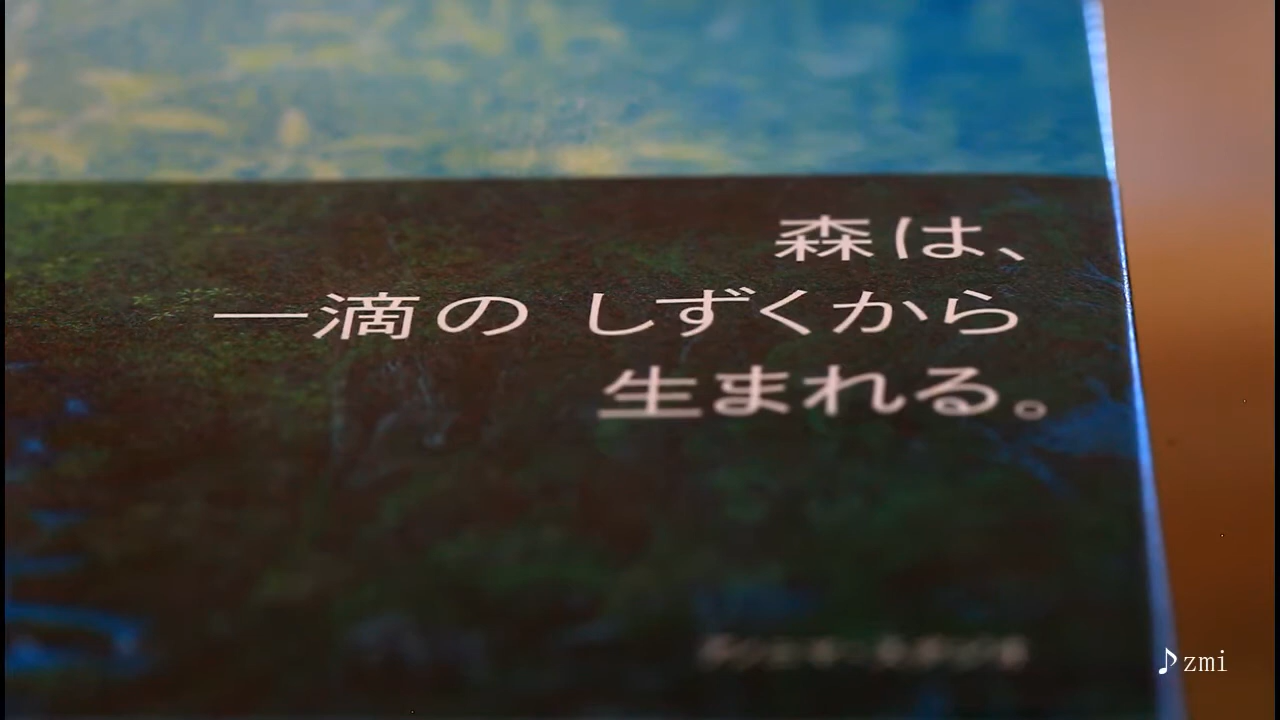 森は、
一滴の しずくから
生まれる。
♪zmi